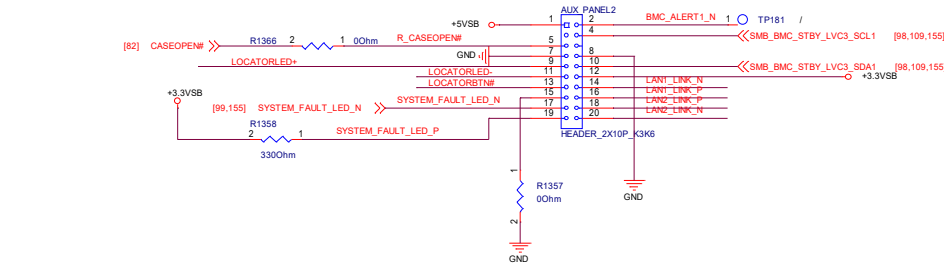 AUX_PANEL2
+5VSB 1 2 BMC_ALERT1_N 1 TP181 /
4 SMB_BMC_STBY_LVC3_SCL1 [98,109,155]
[82] CASEOPEN# R1366 2 1 0Ohm R_CASEOPEN# 5
GND 7 8
LOCATORLED+ 9 10 SMB_BMC_STBY_LVC3_SDA1 [98,109,155]
LOCATORLED- 11 12 +3.3VSB
LOCATORBTN# 13 14 LAN1_LINK_N
15 16 LAN1_LINK_P
+3.3VSB
[99,155] SYSTEM_FAULT_LED_N SYSTEM_FAULT_LED_N 17 18 LAN2_LINK_P
19 20 LAN2_LINK_N
R1358
2 1 SYSTEM_FAULT_LED_P
330Ohm
HEADER_2X10P_K3K6
1
R1357
0Ohm
2
GND
GND